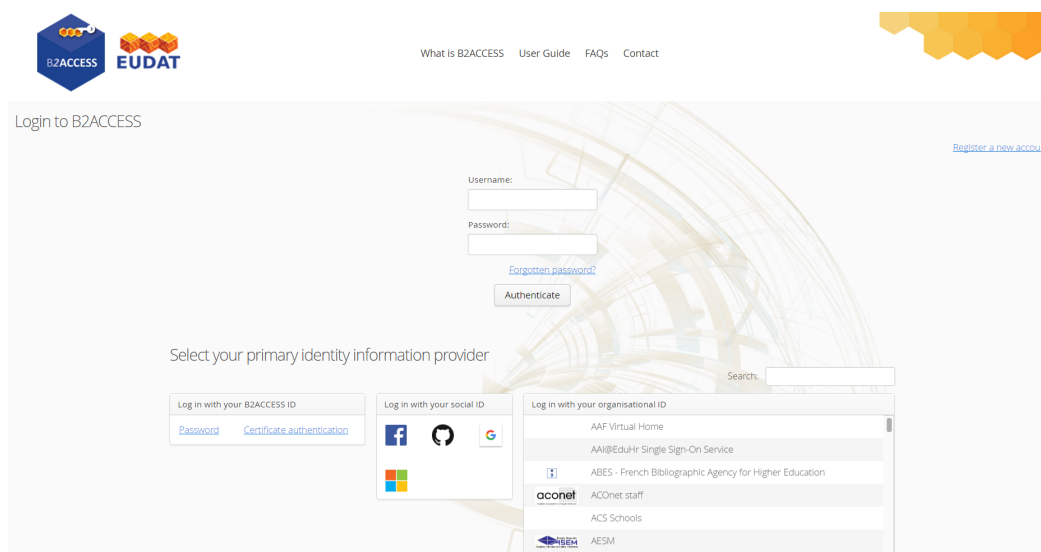 B2ACCESS
EUDAT
What is B2ACCESS User Guide FAQs Contact
Login to B2ACCESS
Register a new accou
Username:
Password:
Forgotten password?
Authenticate
Select your primary identity information provider
Search:
Log in with your B2ACCESS ID
Password Certificate authentication
Log in with your social ID
Log in with your organisational ID
AAF Virtual Home
AAI@EduHr Single Sign-On Service
ABES - French Bibliographic Agency for Higher Education
aconet ACOnet staff
ACS Schools
ISEM AESM